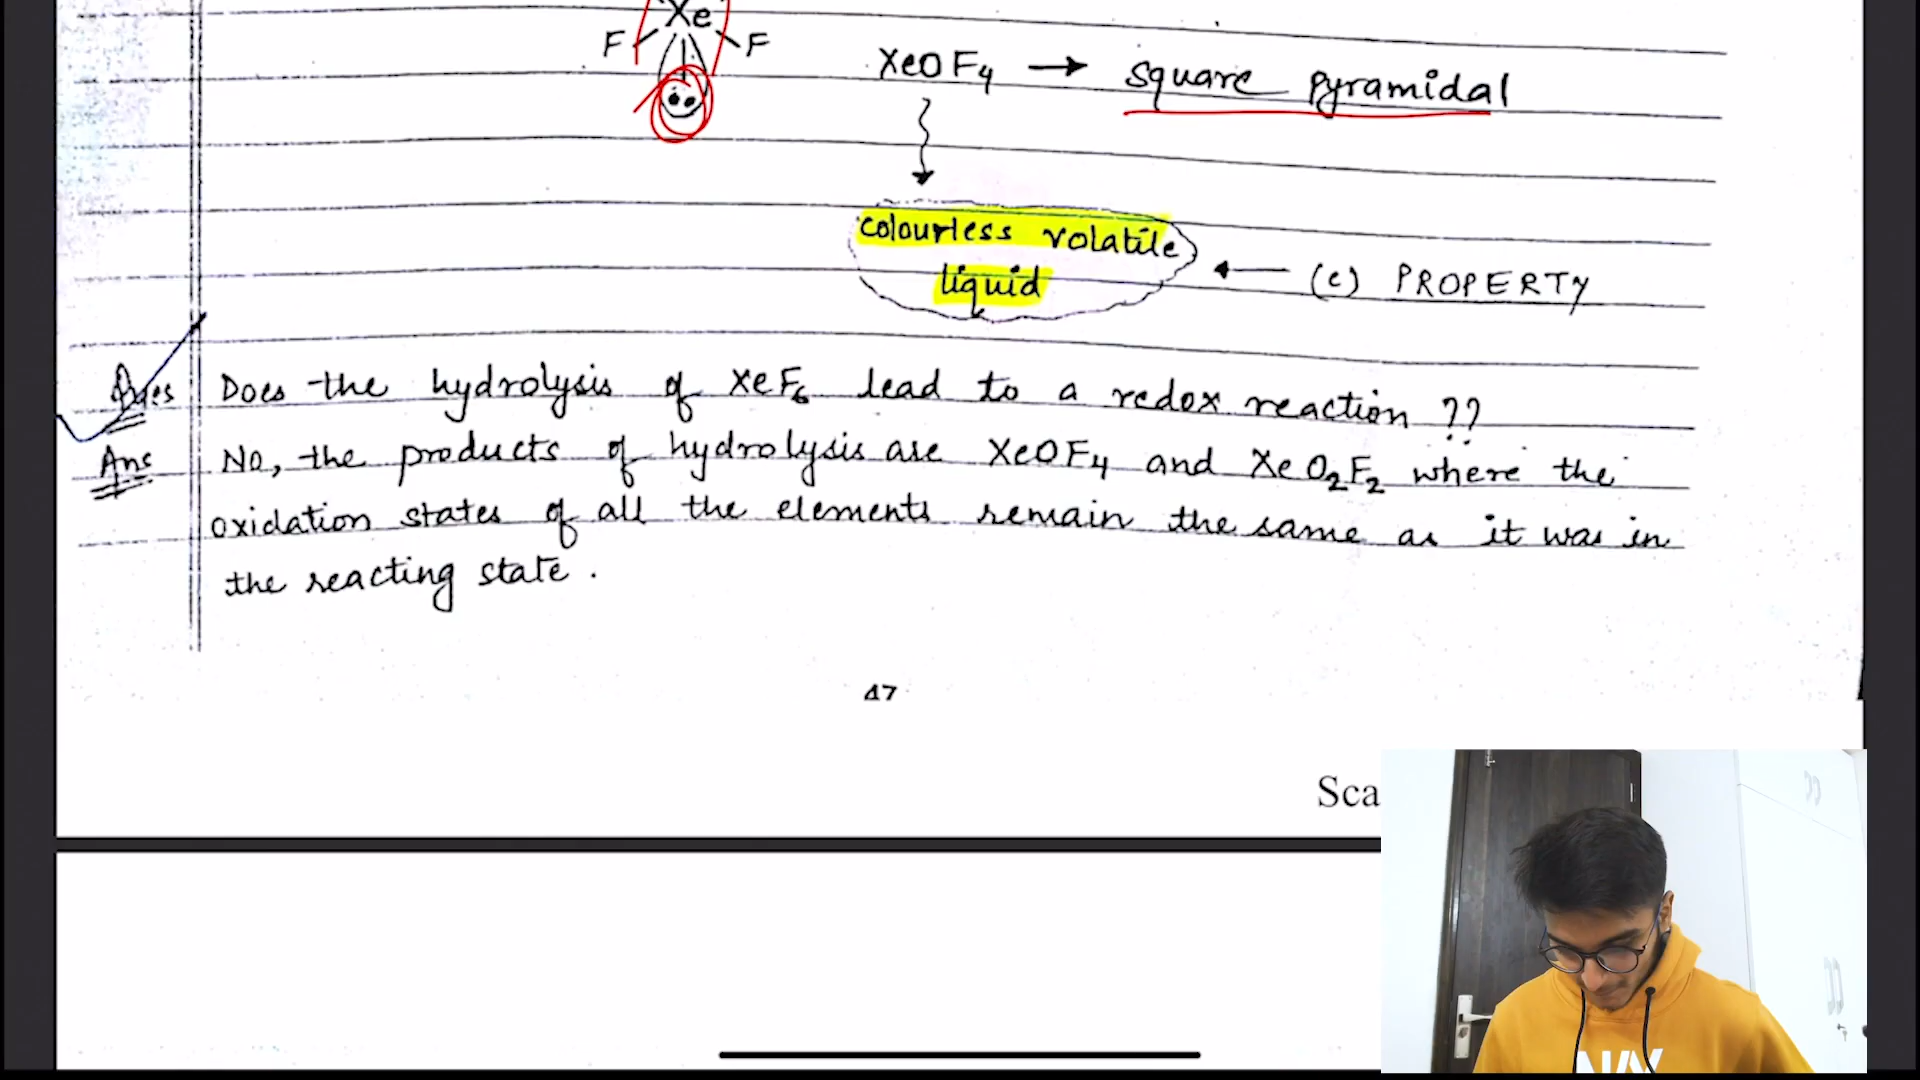 Xe
F F
XeOF4 → square pyramidal
colourless volatile
liquid
(c) PROPERTY
Ques Does the hydrolysis of XeF6 lead to a redox reaction ??
Ans No, the products of hydrolysis are XeOF4 and XeO2F2 where the
oxidation states of all the elements remain the same as it was in
the reacting state.
47
Sca